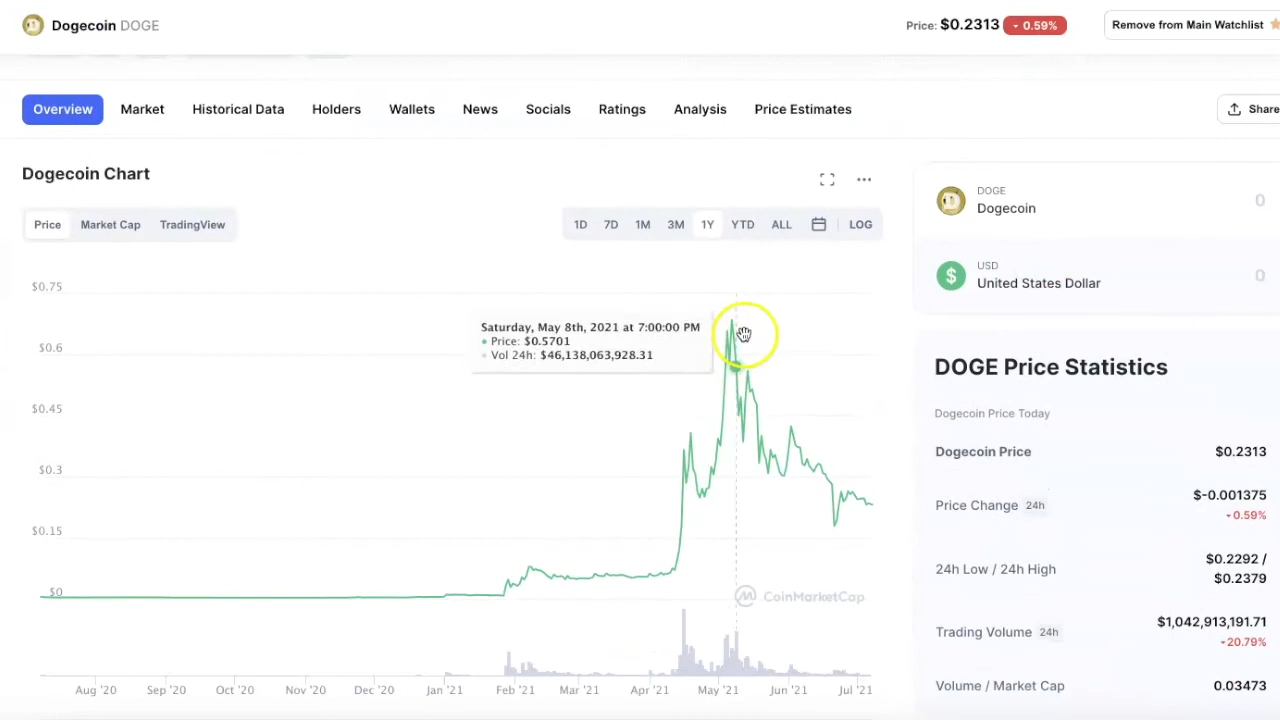 Dogecoin DOGE
Price: $0.2313 0.59%
Remove from Main Watchlist
Overview Market Historical Data Holders Wallets News Socials Ratings Analysis Price Estimates
Share
Dogecoin Chart
Price Market Cap TradingView
1D 7D 1M 3M 1Y YTD ALL LOG
$0.75
$0.6
$0.45
$0.3
$0.15
$0
Saturday, May 8th, 2021 at 7:00:00 PM
Price: $0.5701
Vol 24h: $46,138,063,928.31
CoinMarketCap
Aug '20 Sep '20 Oct '20 Nov '20 Dec '20 Jan '21 Feb '21 Mar '21 Apr '21 May '21 Jun '21 Jul '21
DOGE
Dogecoin
0
USD
United States Dollar
0
DOGE Price Statistics
Dogecoin Price Today
Dogecoin Price $0.2313
Price Change 24h $-0.001375
0.59%
24h Low / 24h High $0.2292 /
$0.2379
Trading Volume 24h $1,042,913,191.71
20.79%
Volume / Market Cap 0.03473